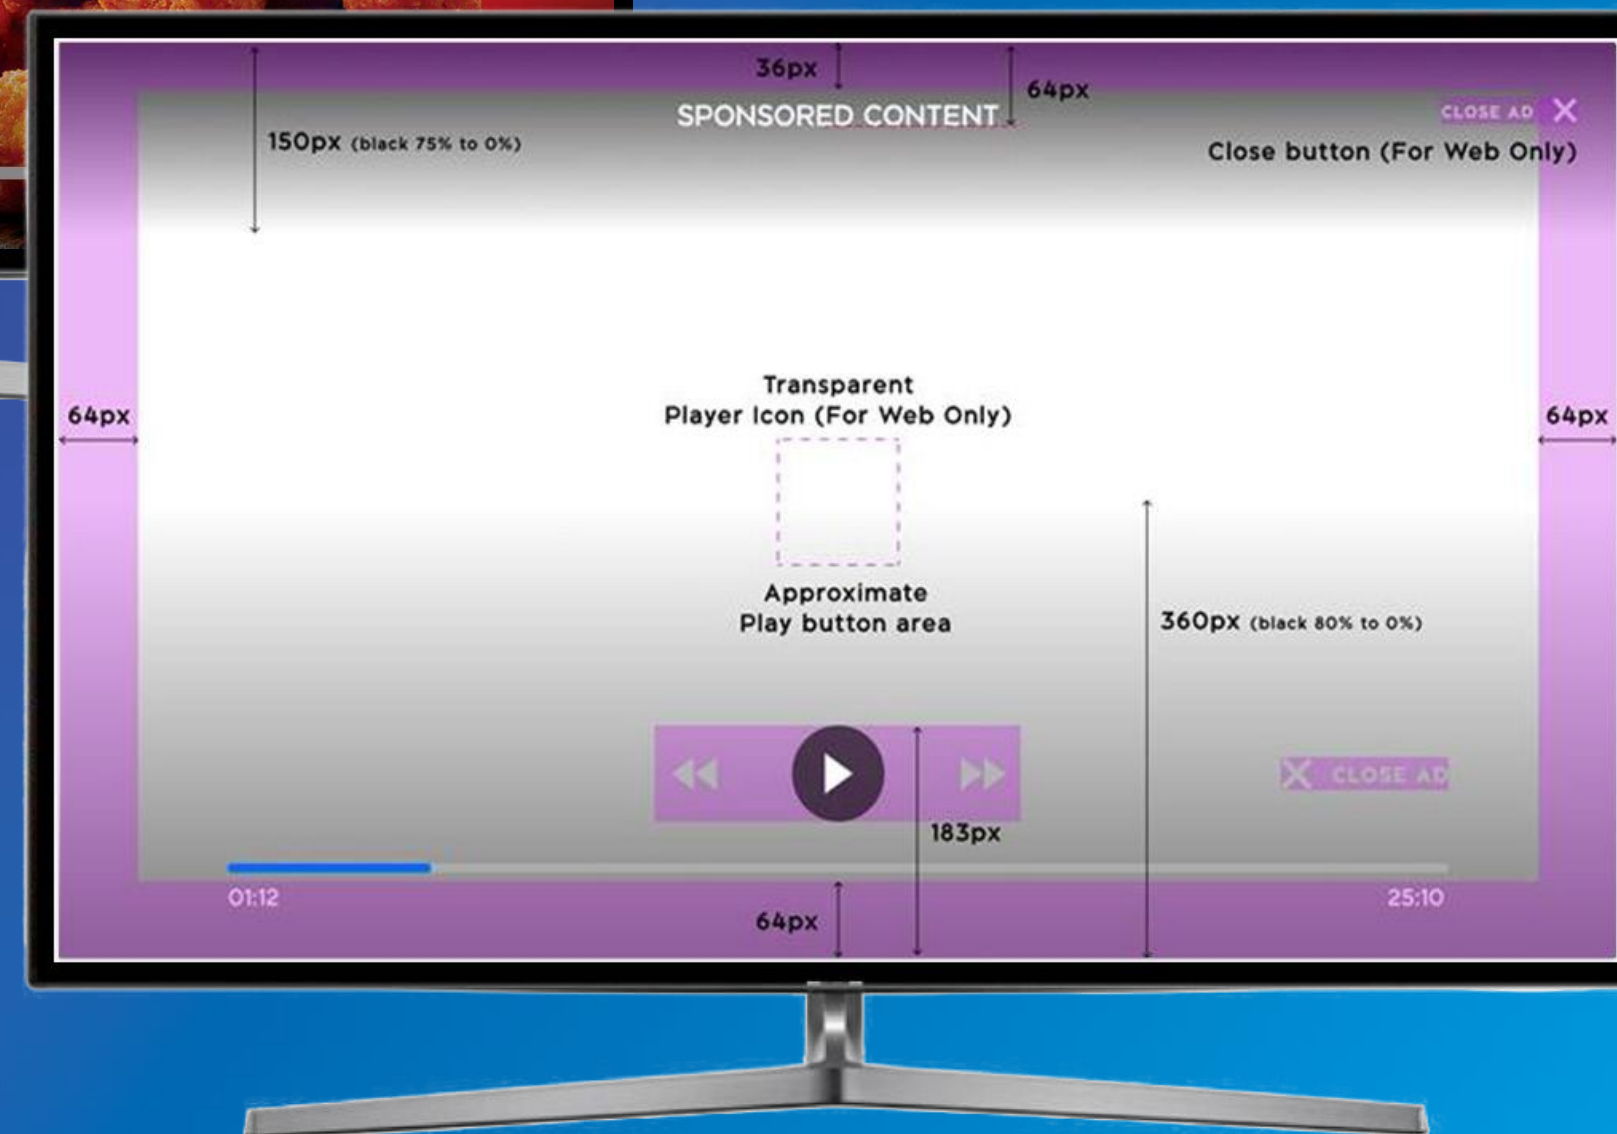 36px
64px
SPONSORED CONTENT
CLOSE AD X
150px (black 75% to 0%)
Close button (For Web Only)
Transparent
Player Icon (For Web Only)
64px
64px
Approximate
Play button area
360px (black 80% to 0%)
X CLOSE AD
183px
01:12
25:10
64px